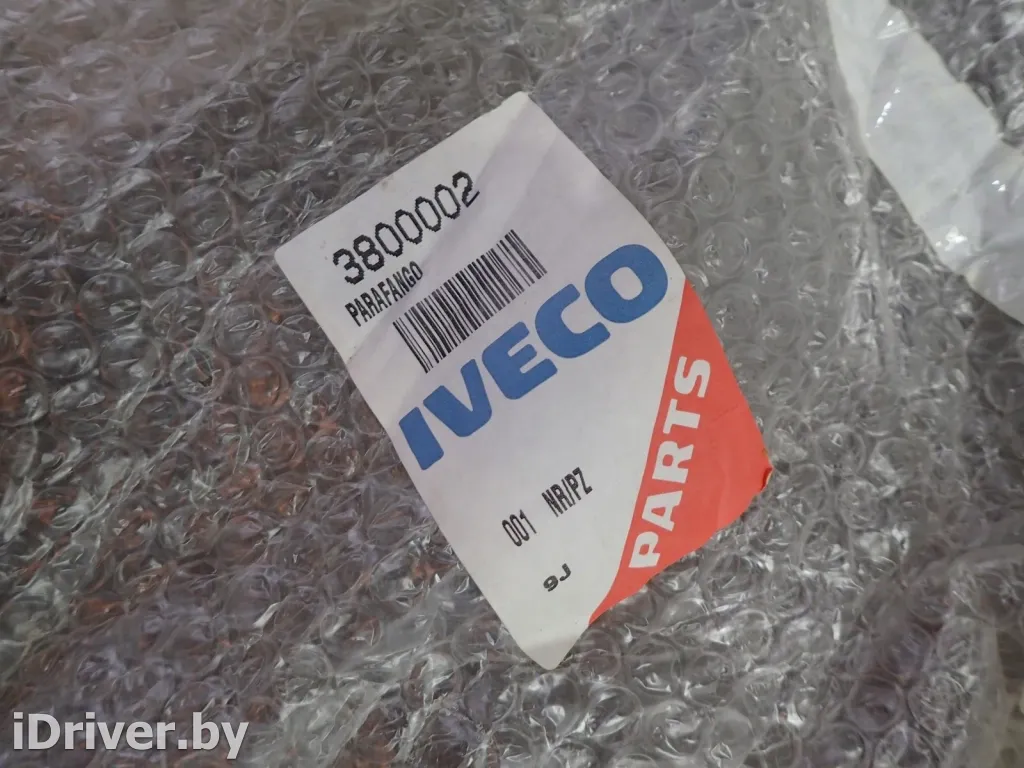 3800002
PARAFANGO
IVECO
001 NR/PZ
9J
PARTS
iDriver.by